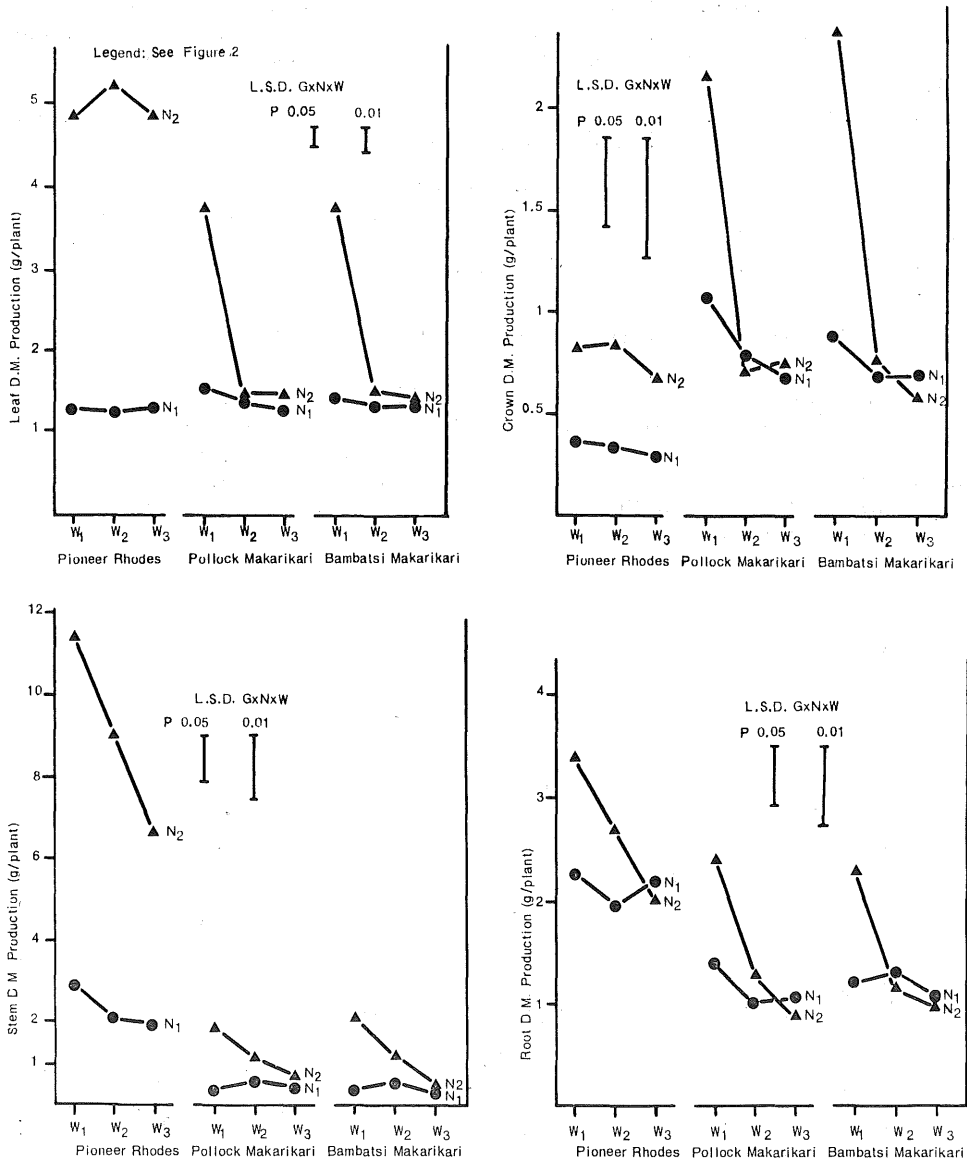 Legend: See Figure 2
L.S.D. GxNxW
P 0.05 0.01
Leaf D.M. Production (g/plant)
5
4
3
2
1
N2
N1
N2
N1
N2
N1
W1 W2 W3 W1 W2 W3 W1 W2 W3
Pioneer Rhodes Pollock Makarikari Bambatsi Makarikari
L.S.D. GxNxW
P 0.05 0.01
Crown D.M. Production (g/plant)
2
1.5
1
0.5
N2
N1
N2
N1
N1
N2
W1 W2 W3 W1 W2 W3 W1 W2 W3
Pioneer Rhodes Pollock Makarikari Bambatsi Makarikari
L.S.D. GxNxW
P 0.05 0.01
Stem D M Production (g/plant)
12
10
8
6
4
2
1
N2
N1
N2
N1
N2
N1
W1 W2 W3 W1 W2 W3 W1 W2 W3
Pioneer Rhodes Pollock Makarikari Bambatsi Makarikari
L.S.D. GxNxW
P 0.05 0.01
Root D M. Production (g/plant)
4
3
2
1
N1
N2
N1
N2
N1
N2
W1 W2 W3 W1 W2 W3 W1 W2 W3
Pioneer Rhodes Pollock Makarikari Bambatsi Makarikari